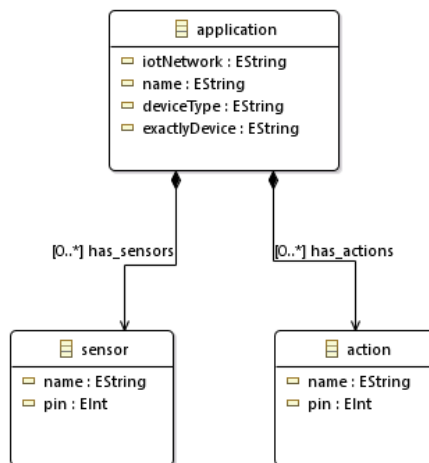 application
iotNetwork : EString
name : EString
deviceType : EString
exactlyDevice : EString
[0..*] has_sensors
[0..*] has_actions
sensor
name : EString
pin : EInt
action
name : EString
pin : EInt